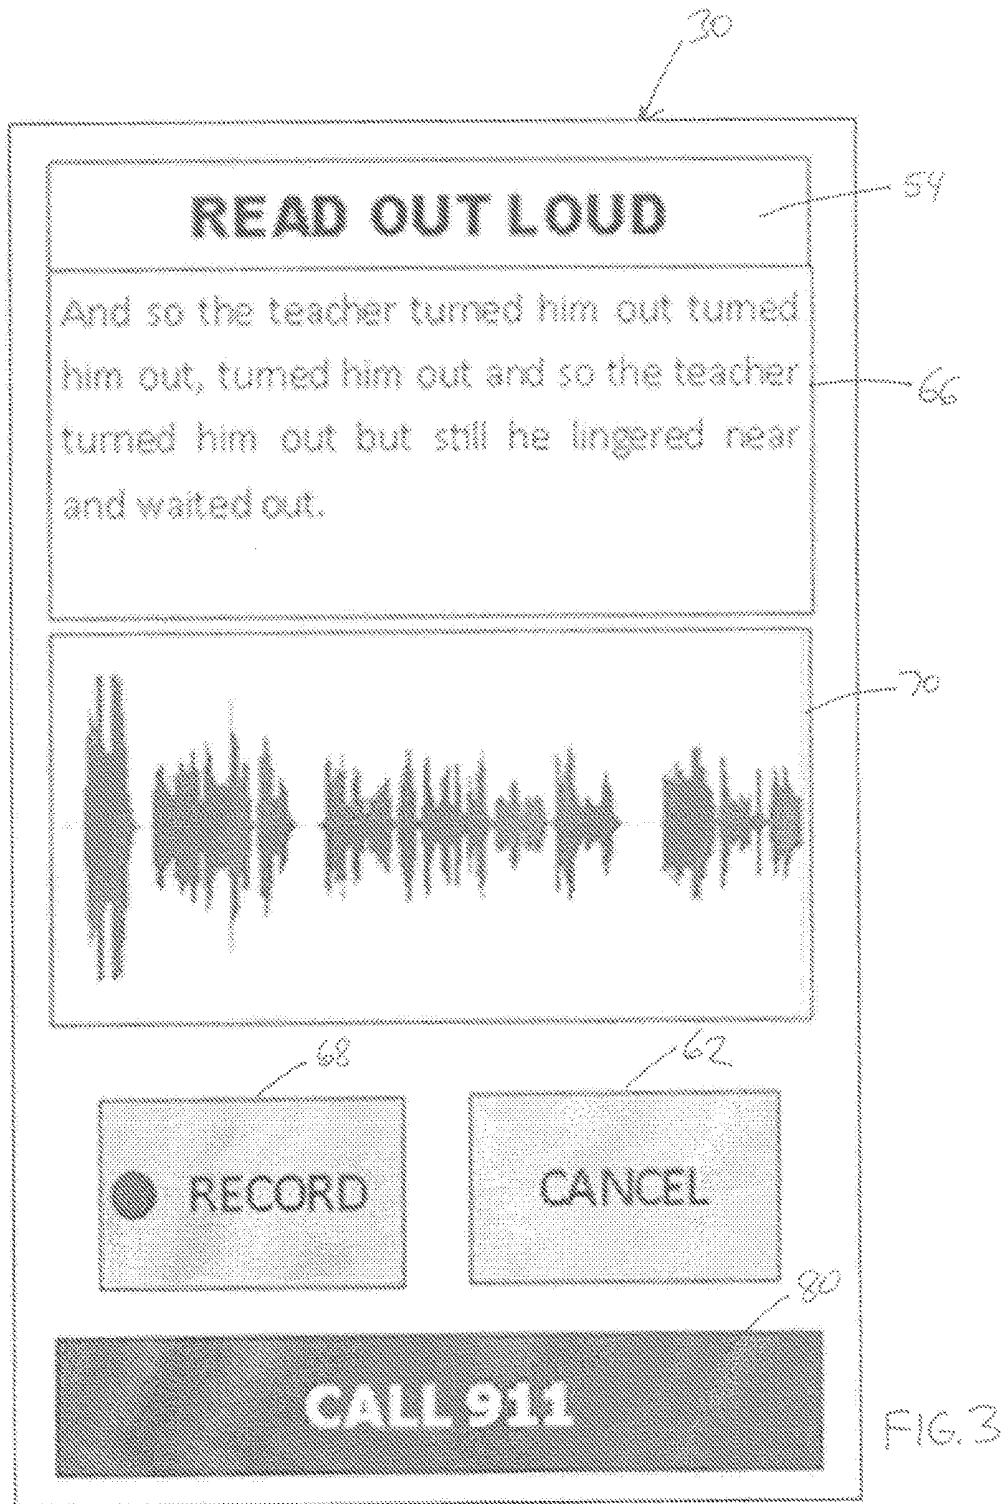 30
READ OUT LOUD
54
And so the teacher turned him out turned
him out, turned him out and so the teacher
66
turned him out but still he lingered near
and waited out.
70
68
62
RECORD
CANCEL
80
CALL 911
FIG. 3